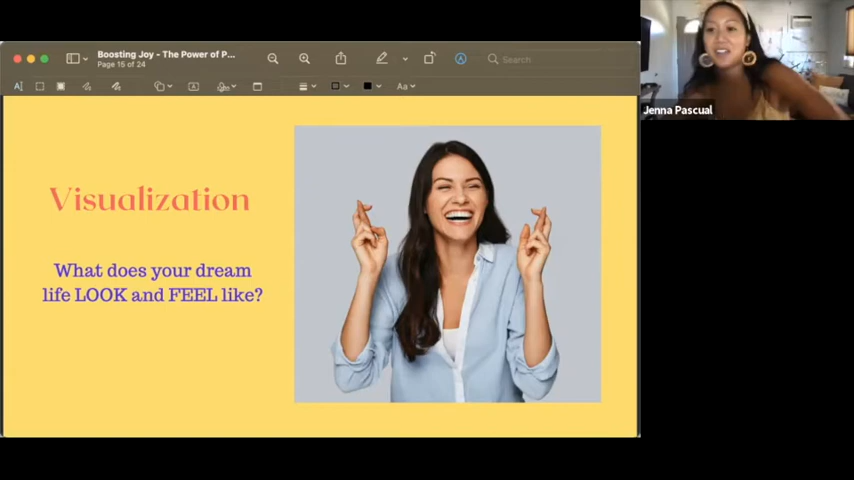 Boosting Joy - The Power of P...
Page 15 of 24
Search
Aa
Visualization
What does your dream
life LOOK and FEEL like?
Jenna Pascual